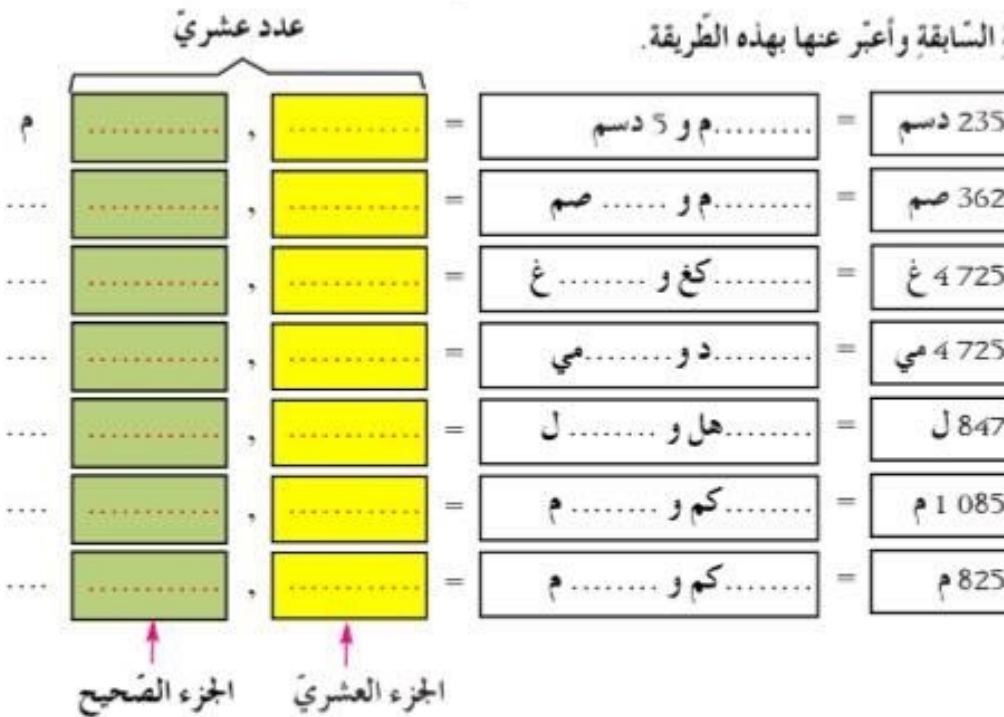 السّابقةِ وأعبّر عنها بهذه الطّريقة.
عدد عشريّ
235 دسم = .........م و 5 دسم = ............ , ............ م
362 صم = .........م و ...... صم = ............ , ............ ....
4 725 غ = .........كغ و ........ غ = ............ , ............ ....
4 725 مي = .........د و ........مي = ............ , ............ ....
847 ل = .........هل و ........ ل = ............ , ............ ....
1 085 م = .........كم و ........ م = ............ , ............ ....
825 م = .........كم و ........ م = ............ , ............ ....
الجزء العشريّ
الجزء الصّحيح